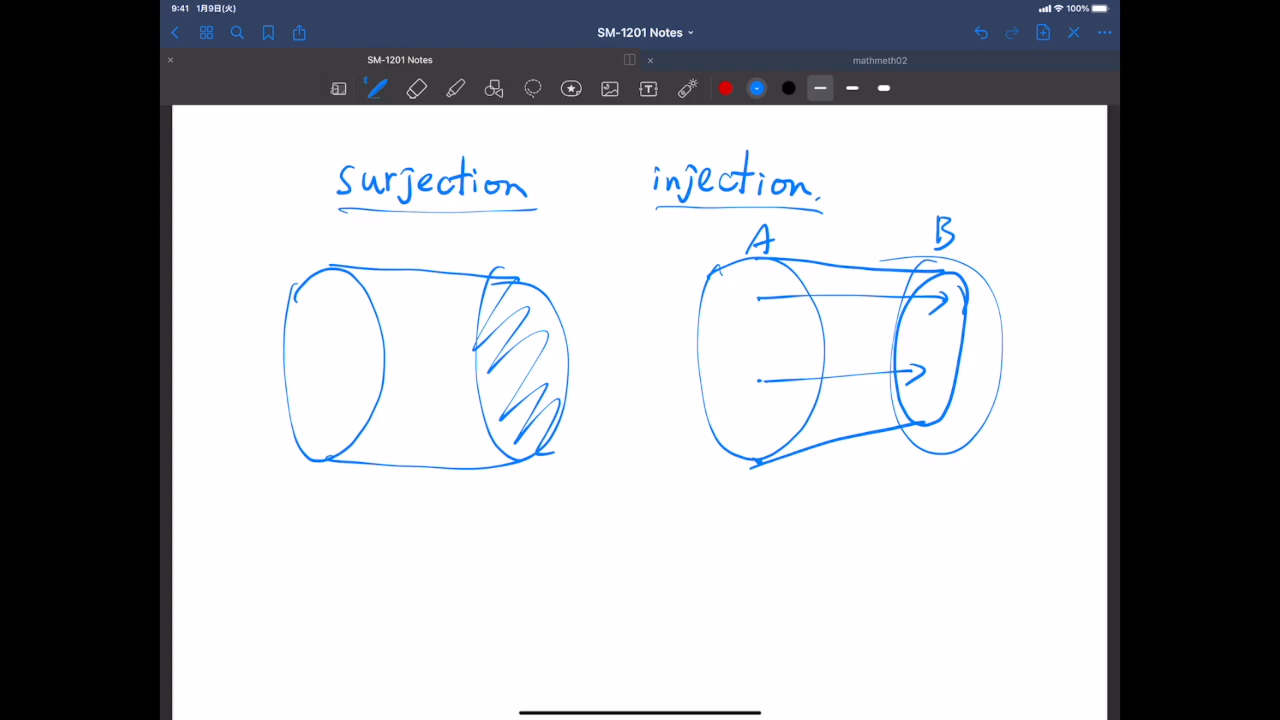 9:41 1月9日(火) 100%
SM-1201 Notes
SM-1201 Notes mathmeth02
surjection injection.
A B